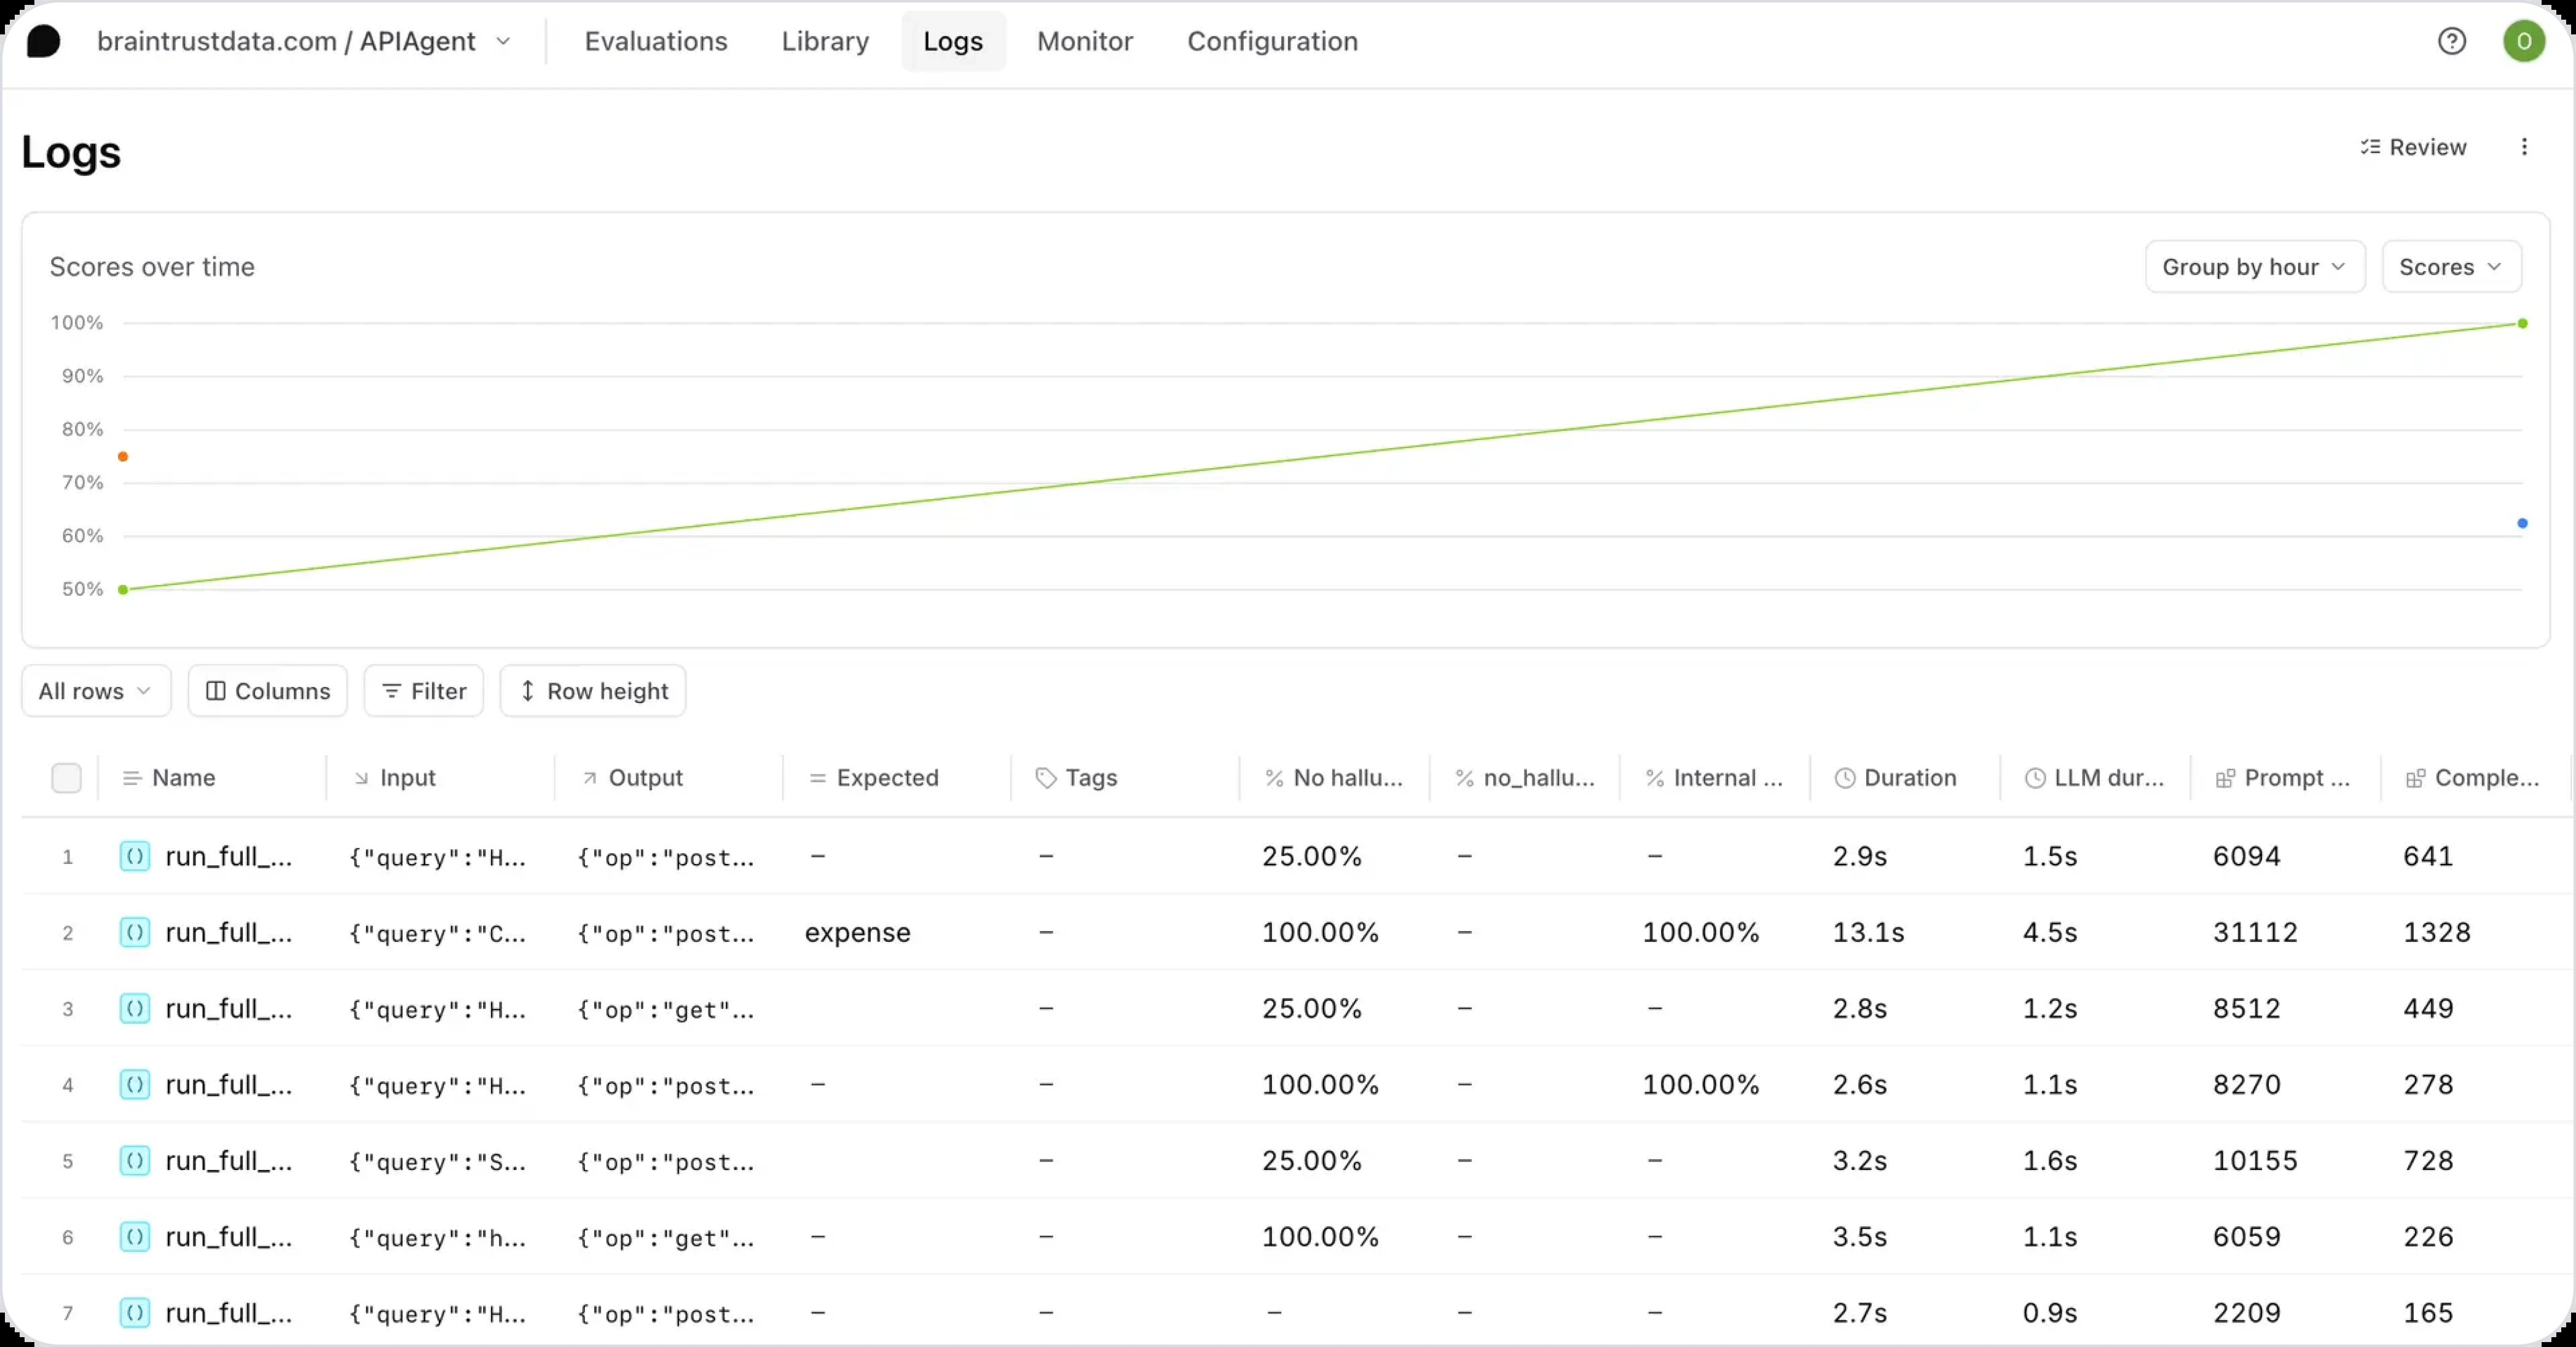 braintrustdata.com / APIAgent Evaluations Library Logs Monitor Configuration O
Logs
Review
Scores over time
Group by hour Scores
100%
90%
80%
70%
60%
50%
All rows Columns Filter Row height
Name Input Output Expected Tags % No hallu... % no_hallu... % Internal ... Duration LLM dur... Prompt ... Comple...
1 () run_full_... {"query":"H... {"op":"post... – – 25.00% – – 2.9s 1.5s 6094 641
2 () run_full_... {"query":"C... {"op":"post... expense – 100.00% – 100.00% 13.1s 4.5s 31112 1328
3 () run_full_... {"query":"H... {"op":"get"... – 25.00% – – 2.8s 1.2s 8512 449
4 () run_full_... {"query":"H... {"op":"post... – – 100.00% – 100.00% 2.6s 1.1s 8270 278
5 () run_full_... {"query":"S... {"op":"post... – 25.00% – – 3.2s 1.6s 10155 728
6 () run_full_... {"query":"h... {"op":"get"... – – 100.00% – – 3.5s 1.1s 6059 226
7 () run_full_... {"query":"H... {"op":"post... – – – – – 2.7s 0.9s 2209 165